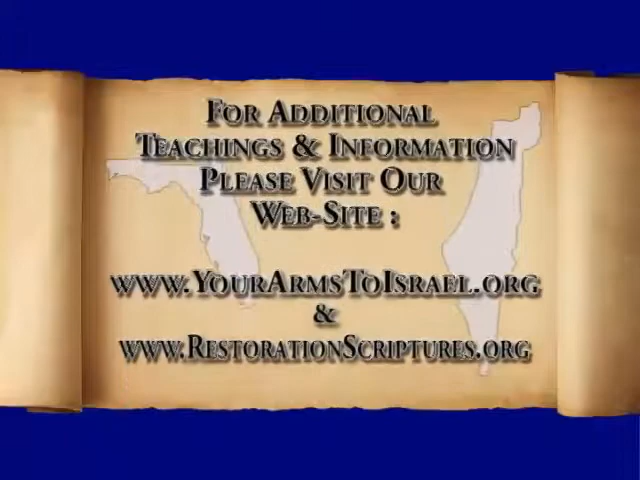 For Additional
Teachings & Information
Please Visit Our
Web-Site :
www.YourArmsToIsrael.org
&
www.RestorationScriptures.org